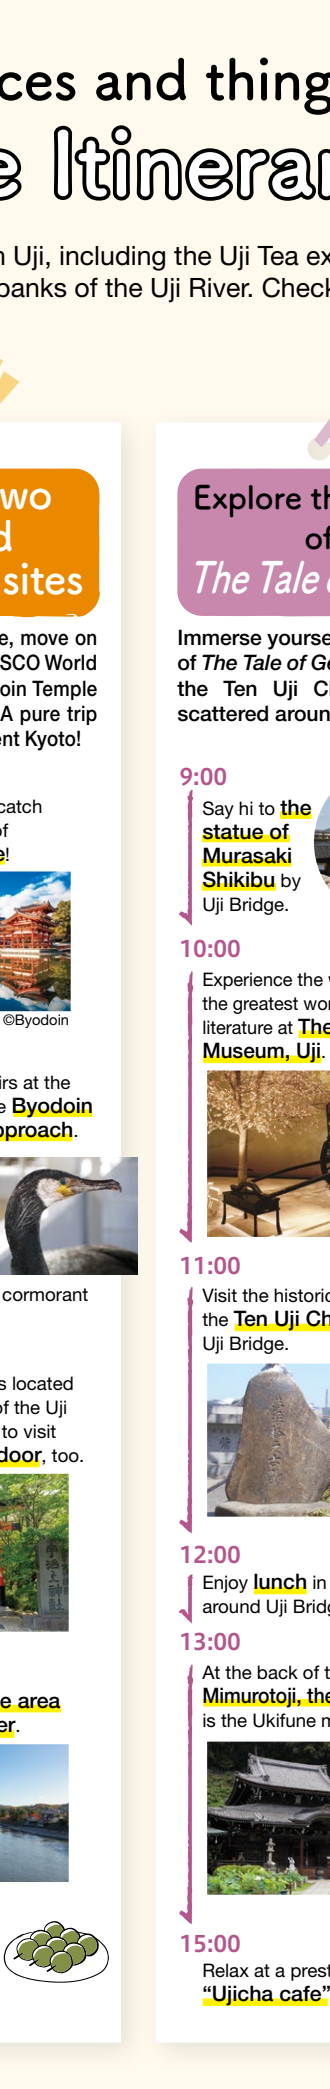 ces and thing
e Itinera
n Uji, including the Uji Tea ex
banks of the Uji River. Check
wo
d
sites
e, move on
SCO World
oin Temple
A pure trip
ent Kyoto!
catch
of
e!
©Byodoin
irs at the
e Byodoin
pproach.
cormorant
s located
of the Uji
to visit
door, too.
e area
er.
Explore th
of
The Tale
Immerse yourse
of The Tale of Ge
the Ten Uji Ch
scattered aroun
9:00
Say hi to the
statue of
Murasaki
Shikibu by
Uji Bridge.
10:00
Experience the
the greatest wor
literature at The
Museum, Uji.
11:00
Visit the historic
the Ten Uji Ch
Uji Bridge.
12:00
Enjoy lunch in
around Uji Bridg
13:00
At the back of t
Mimurotoji, the
is the Ukifune m
15:00
Relax at a prest
“Ujicha cafe”